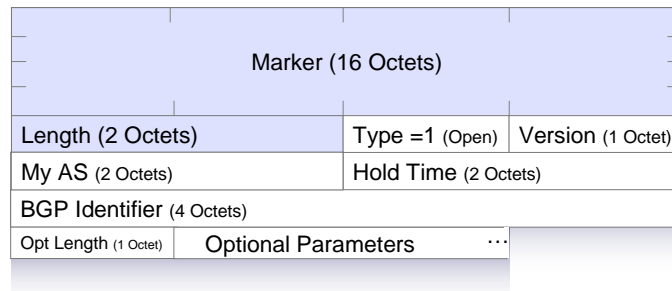 Marker (16 Octets)
Length (2 Octets) Type =1 (Open) Version (1 Octet)
My AS (2 Octets) Hold Time (2 Octets)
BGP Identifier (4 Octets)
Opt Length (1 Octet) Optional Parameters ...